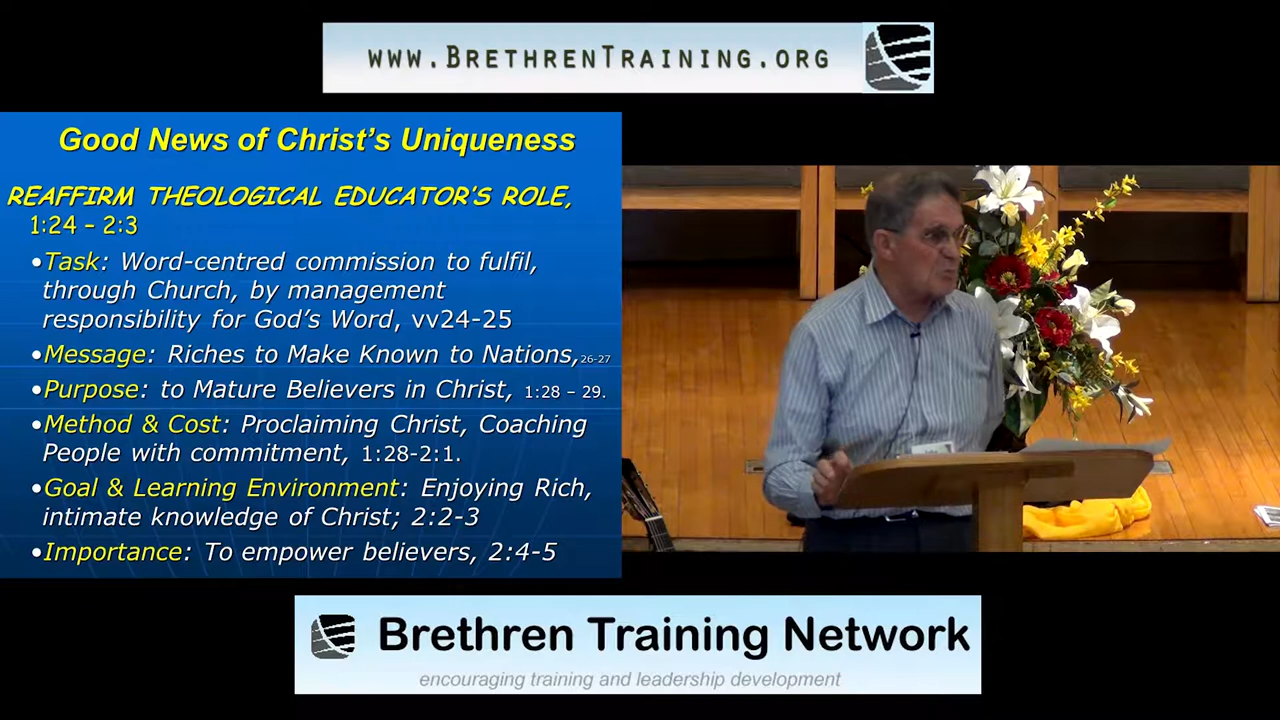 www.BrethrenTraining.org
Good News of Christ's Uniqueness
REAFFIRM THEOLOGICAL EDUCATOR'S ROLE,
1:24 – 2:3
•Task: Word-centred commission to fulfil,
through Church, by management
responsibility for God's Word, vv24-25
•Message: Riches to Make Known to Nations,26-27
•Purpose: to Mature Believers in Christ, 1:28 – 29.
•Method & Cost: Proclaiming Christ, Coaching
People with commitment, 1:28-2:1.
•Goal & Learning Environment: Enjoying Rich,
intimate knowledge of Christ; 2:2-3
•Importance: To empower believers, 2:4-5
Brethren Training Network
encouraging training and leadership development